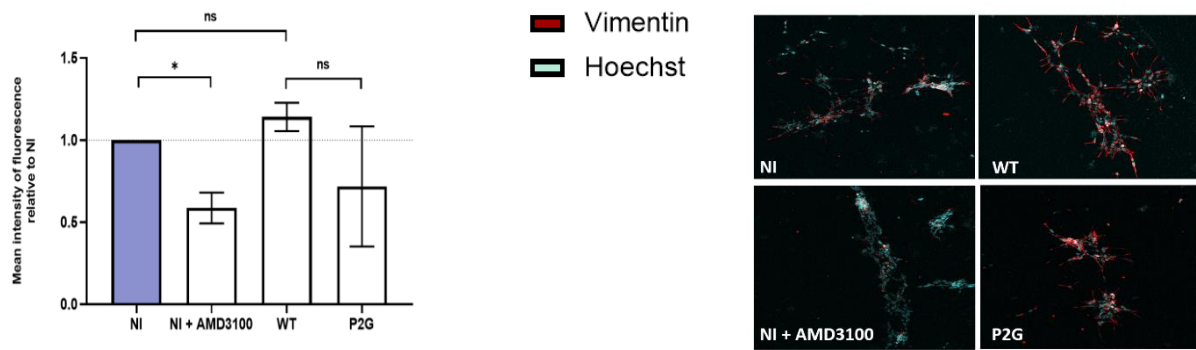 ns
Vimentin
Hoechst
1.5
1.0
0.5
0.0
*
ns
Mean intensity of fluorescence
relative to NI
NI
NI + AMD3100
WT
P2G
NI
WT
NI + AMD3100
P2G